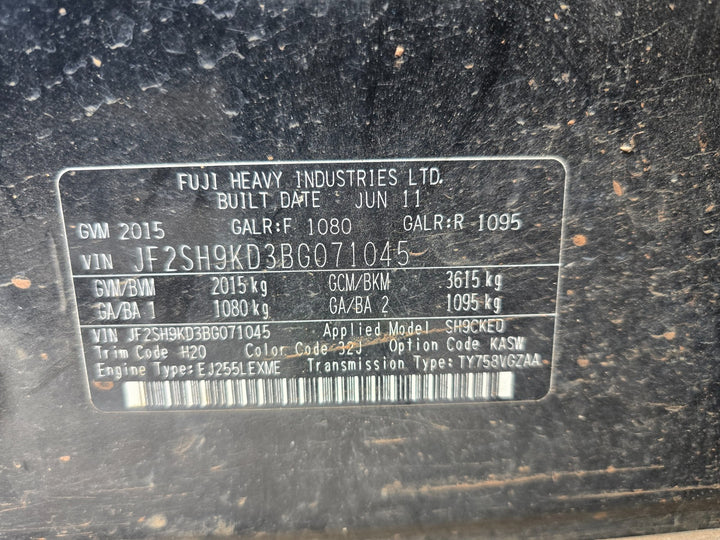 FUJI HEAVY INDUSTRIES LTD.
BUILT DATE JUN 11
GVM 2015 GALR:F 1080 GALR:R 1095
VIN JF2SH9KD3BG071045
GVM/BVM 2015 kg GCM/BKM 3615 kg
GA/BA 1 1080 kg GA/BA 2 1095 kg
VIN JF2SH9KD3BG071045 Applied Model SH9CKED
Trim Code H20 Color Code 32J Option Code KASW
Engine Type:EJ255LEXME Transmission Type:TY758VGZAA